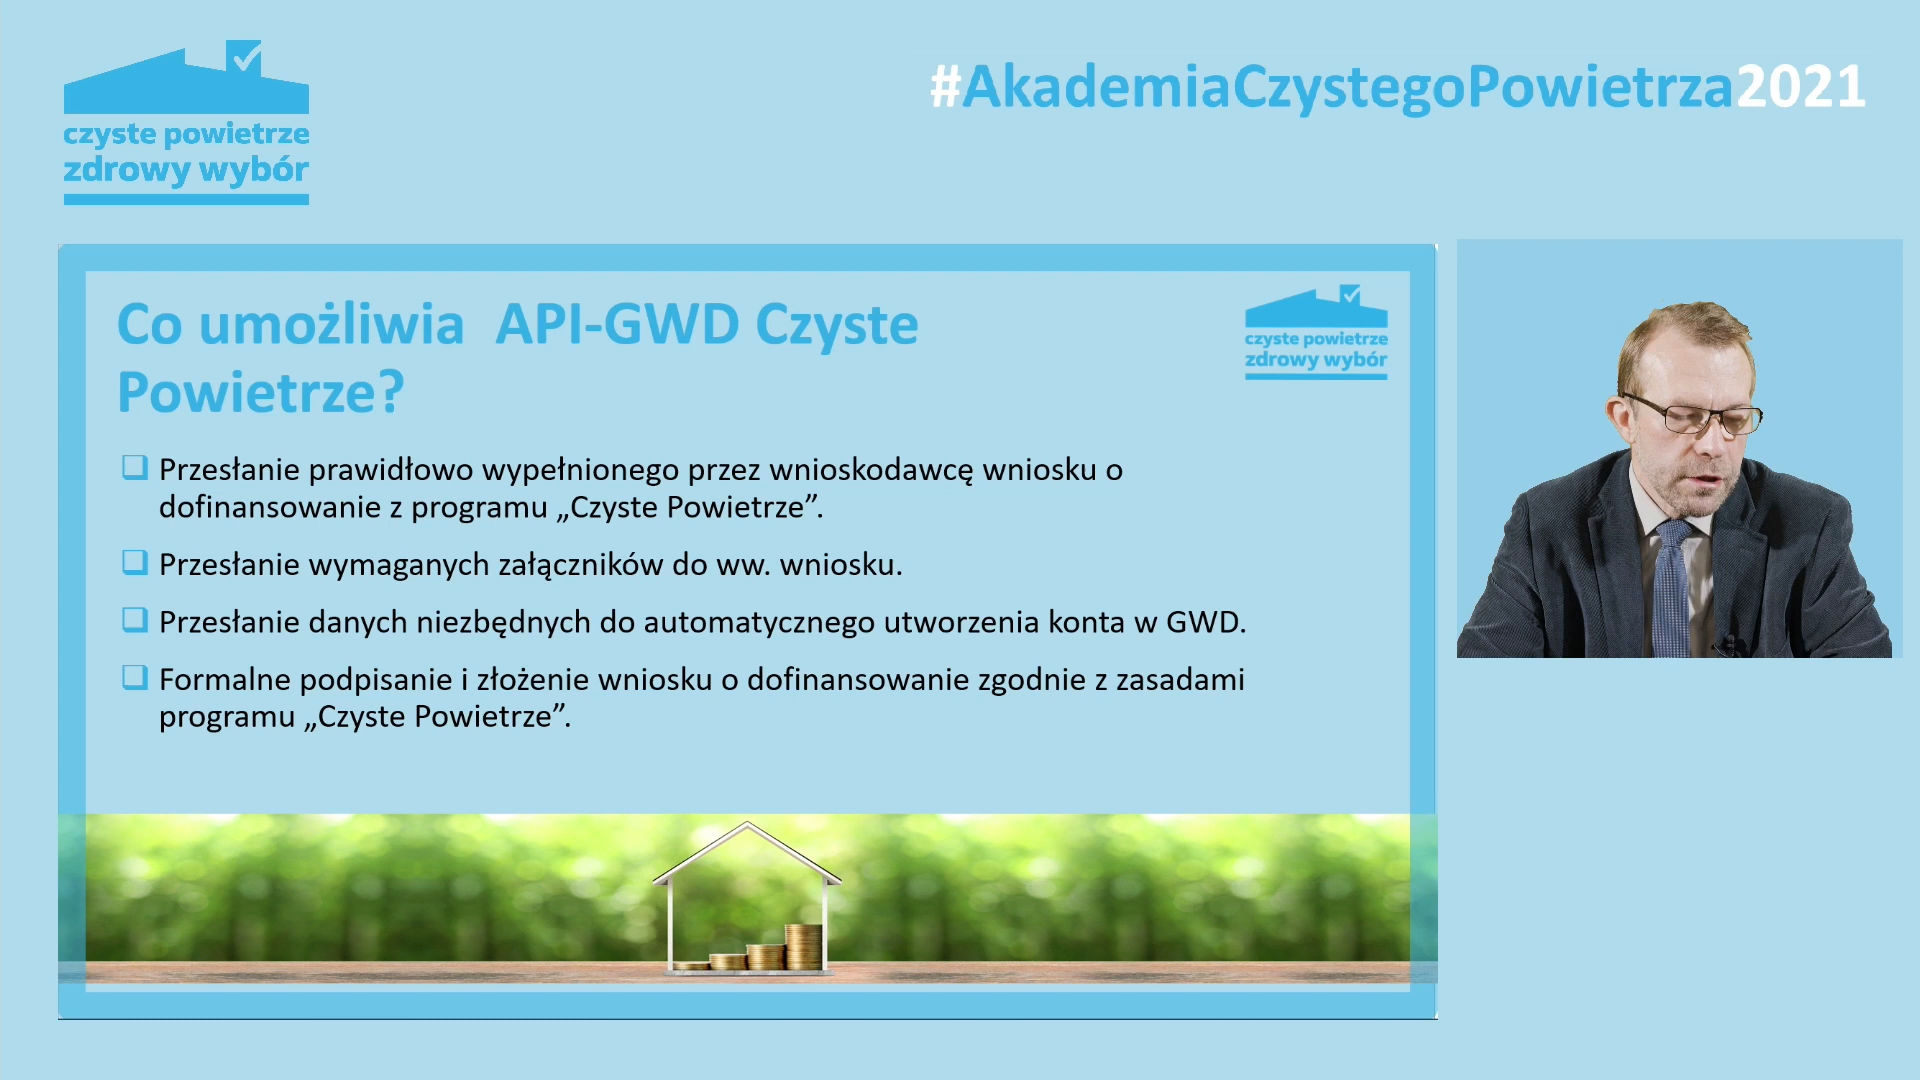 czyste powietrze
zdrowy wybór
#AkademiaCzystegoPowietrza2021
Co umożliwia  API-GWD Czyste
Powietrze?
czyste powietrze
zdrowy wybór
Przesłanie prawidłowo wypełnionego przez wnioskodawcę wniosku o
dofinansowanie z programu „Czyste Powietrze”.
Przesłanie wymaganych załączników do ww. wniosku.
Przesłanie danych niezbędnych do automatycznego utworzenia konta w GWD.
Formalne podpisanie i złożenie wniosku o dofinansowanie zgodnie z zasadami
programu „Czyste Powietrze”.